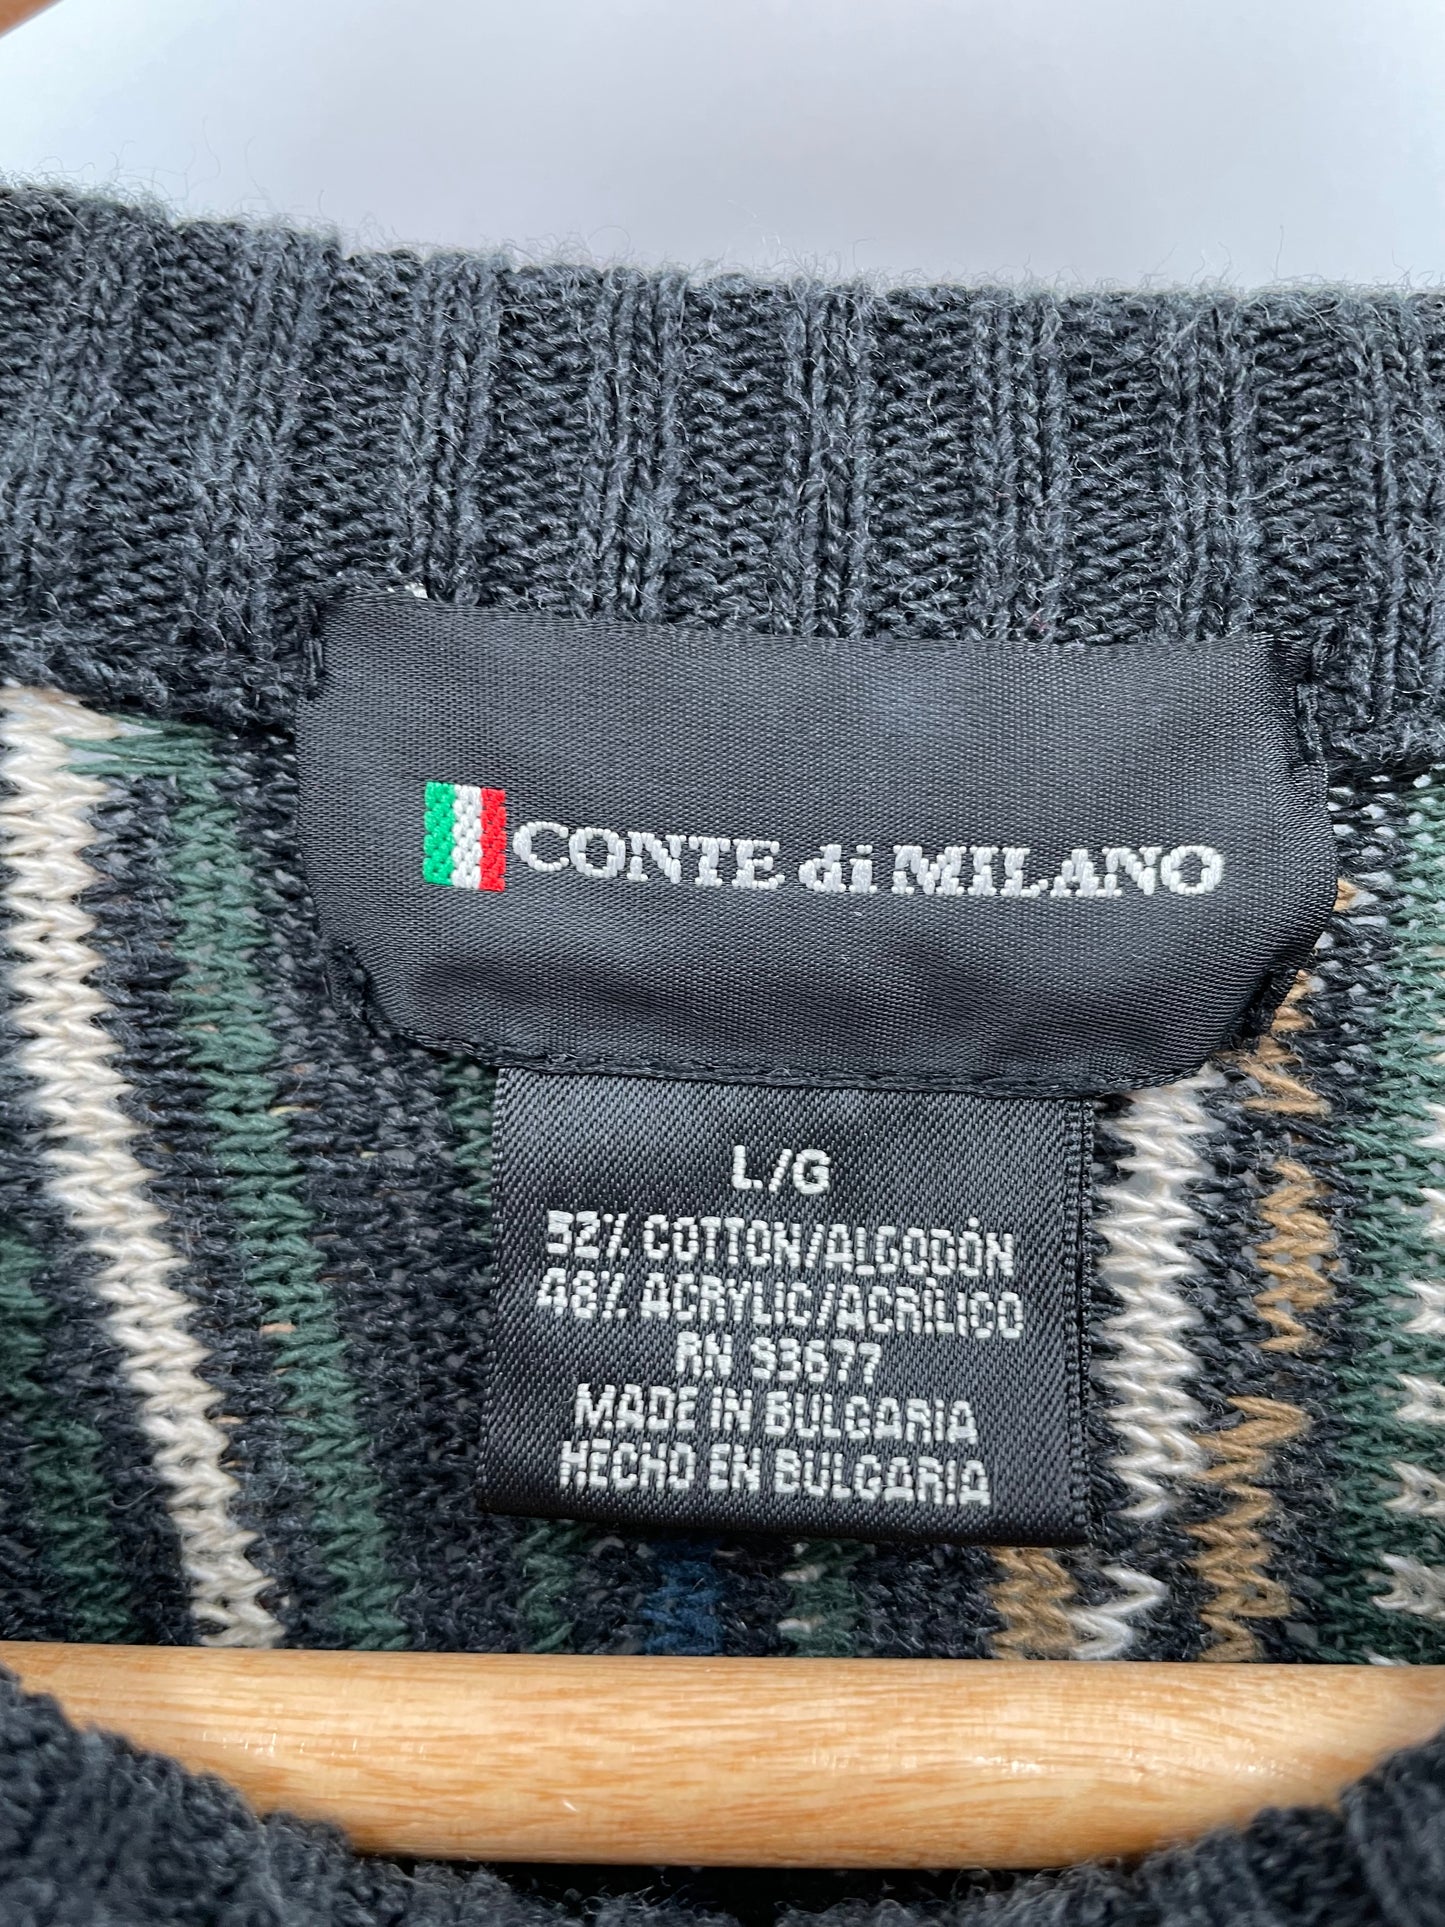 CONTE di MILANO
L/G
52% COTTON/ALGODÓN
48% ACRYLIC/ACRÍLICO
RN 93677
MADE IN BULGARIA
HECHO EN BULGARIA